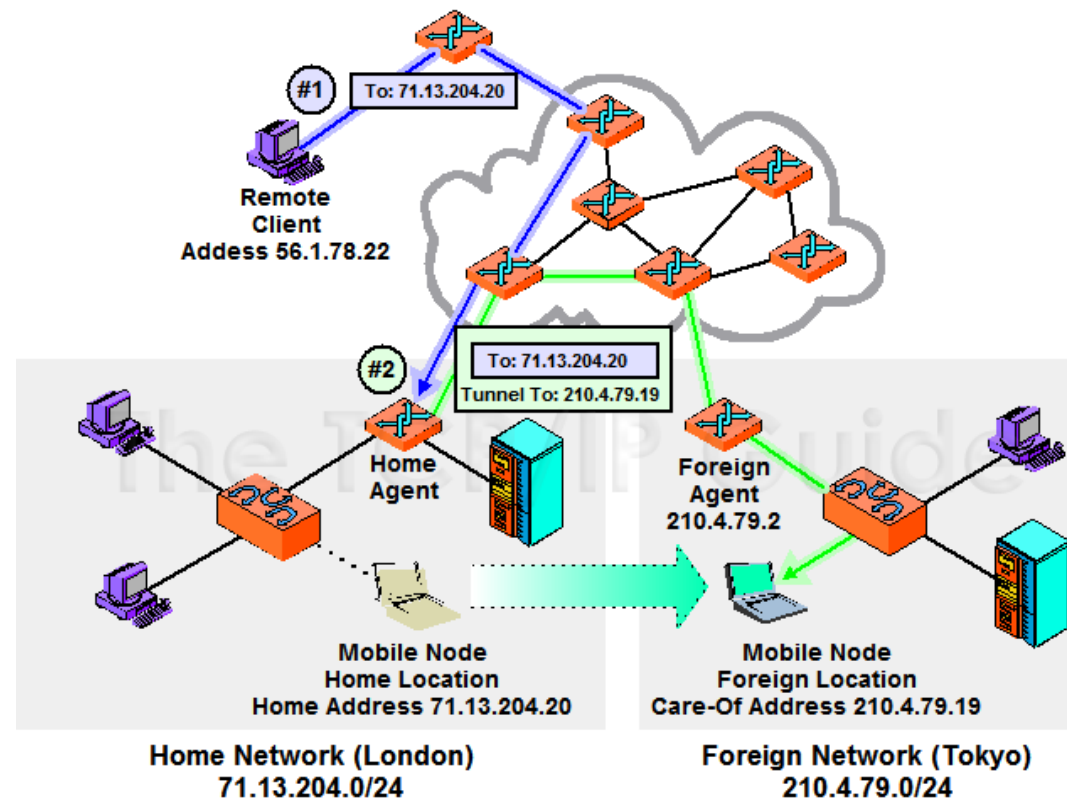 #1
To: 71.13.204.20
Remote
Client
Addess 56.1.78.22
#2
To: 71.13.204.20
Tunnel To: 210.4.79.19
The TCP/IP Guide
Home
Agent
Foreign
Agent
210.4.79.2
Mobile Node
Home Location
Home Address 71.13.204.20
Mobile Node
Foreign Location
Care-Of Address 210.4.79.19
Home Network (London)
71.13.204.0/24
Foreign Network (Tokyo)
210.4.79.0/24